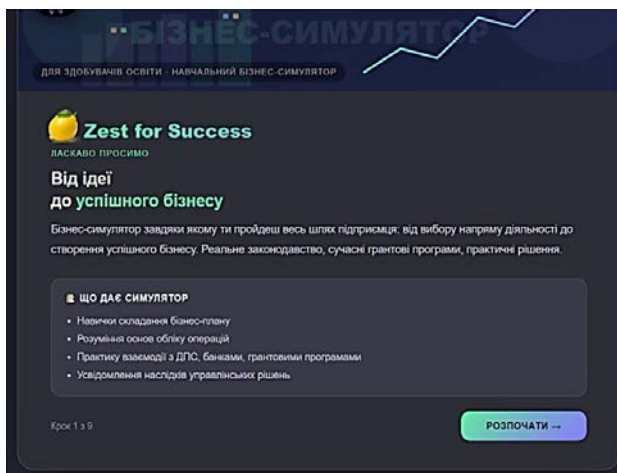 БІЗНЕС-СИМУЛЯТОР
ДЛЯ ЗДОБУВАЧІВ ОСВІТИ · НАВЧАЛЬНИЙ БІЗНЕС-СИМУЛЯТОР
Zest for Success
ЛАСКАВО ПРОСИМО
Від ідеї
до успішного бізнесу
Бізнес-симулятор завдяки якому ти пройдеш весь шлях підприємця: від вибору напряму діяльності до
створення успішного бізнесу. Реальне законодавство, сучасні грантові програми, практичні рішення.
ЩО ДАЄ СИМУЛЯТОР
• Навички складання бізнес-плану
• Розуміння основ обліку операцій
• Практику взаємодії з ДПС, банками, грантовими програмами
• Усвідомлення наслідків управлінських рішень
Крок 1 з 9
РОЗПОЧАТИ →